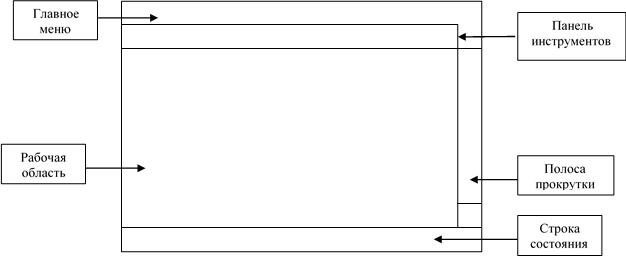 Главное
меню
Панель
инструментов
Рабочая
область
Полоса
прокрутки
Строка
состояния